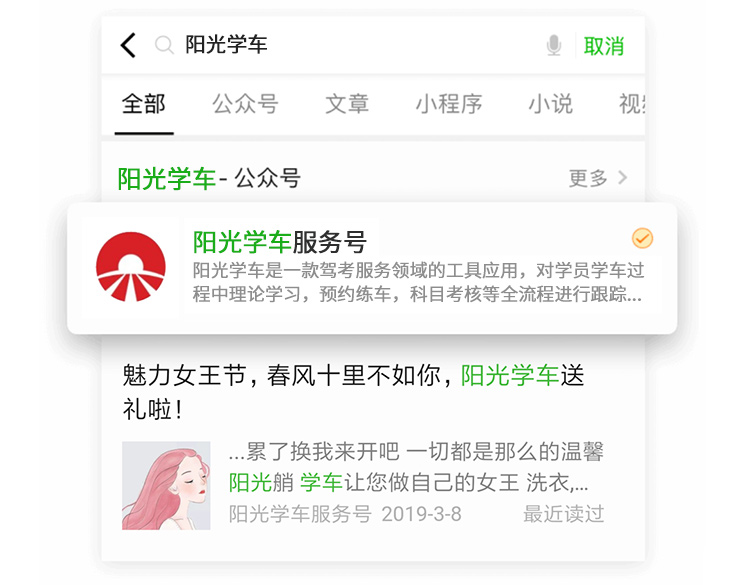 阳光学车 取消
全部 公众号 文章 小程序 小说 视频
阳光学车- 公众号 更多
阳光学车服务号
阳光学车是一款驾考服务领域的工具应用，对学员学车过
程中理论学习，预约练车，科目考核等全流程进行跟踪...
魅力女王节，春风十里不如你，阳光学车送
礼啦！
...累了换我来开吧 一切都是那么的温馨
阳光艄 学车让您做自己的女王 洗衣,...
阳光学车服务号 2019-3-8 最近读过